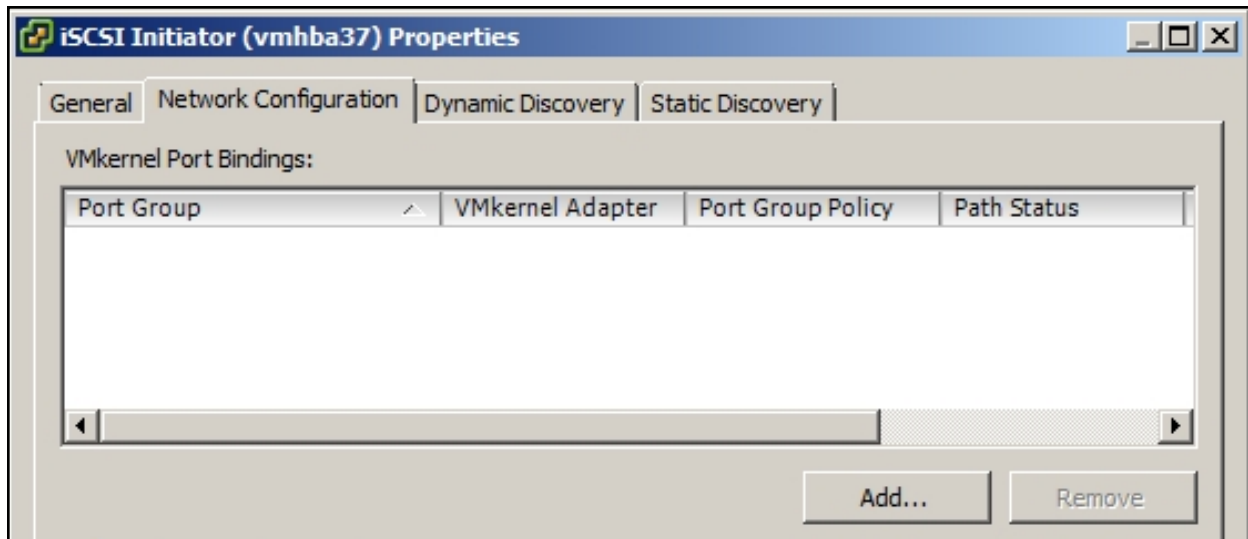 iSCSI Initiator (vmhba37) Properties
General Network Configuration Dynamic Discovery Static Discovery
VMkernel Port Bindings:
Port Group VMkernel Adapter Port Group Policy Path Status
Add... Remove